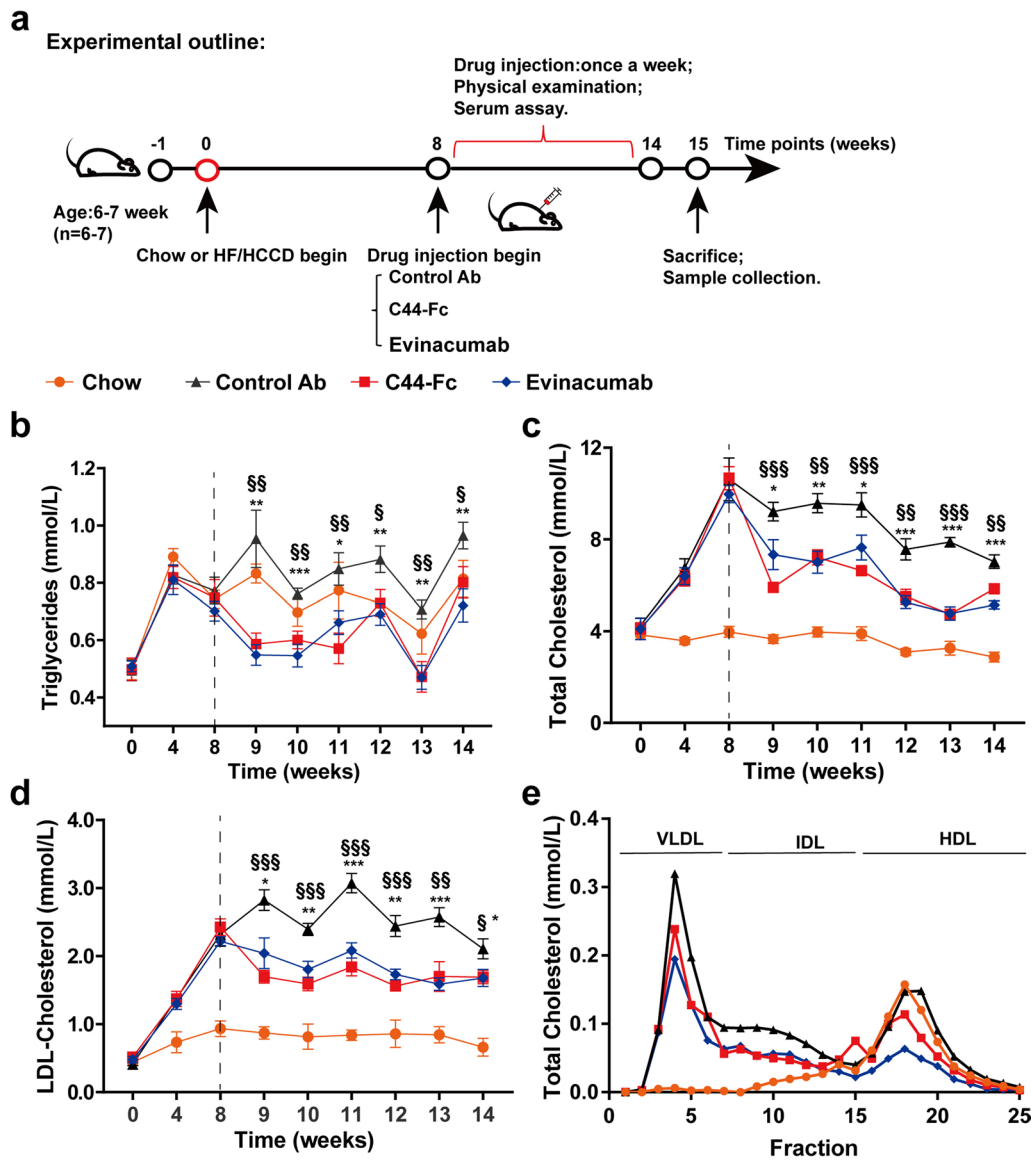 a
Experimental outline:
Drug injection:once a week;
Physical examination;
Serum assay.
-1 0 8 14 15 Time points (weeks)
Age:6-7 week
(n=6-7)
Chow or HF/HCCD begin
Drug injection begin
Control Ab
C44-Fc
Evinacumab
Sacrifice;
Sample collection.
Chow Control Ab C44-Fc Evinacumab
b
Triglycerides (mmol/L)
1.2
1.0
0.8
0.6
0.4
§§ §§ §§ § §§ §
** *** * ** ** **
0 4 8 9 10 11 12 13 14
Time (weeks)
c
Total Cholesterol (mmol/L)
12
8
4
0
§§§ §§ §§§ §§ §§§ §§
* ** * *** *** ***
0 4 8 9 10 11 12 13 14
Time (weeks)
d
LDL-Cholesterol (mmol/L)
4.0
3.0
2.0
1.0
0.0
§§§ §§§ §§§ §§§ §§ § *
* ** *** ** ***
0 4 8 9 10 11 12 13 14
Time (weeks)
e
Total Cholesterol (mmol/L)
0.4
0.3
0.2
0.1
0.0
VLDL IDL HDL
5 10 15 20 25
Fraction